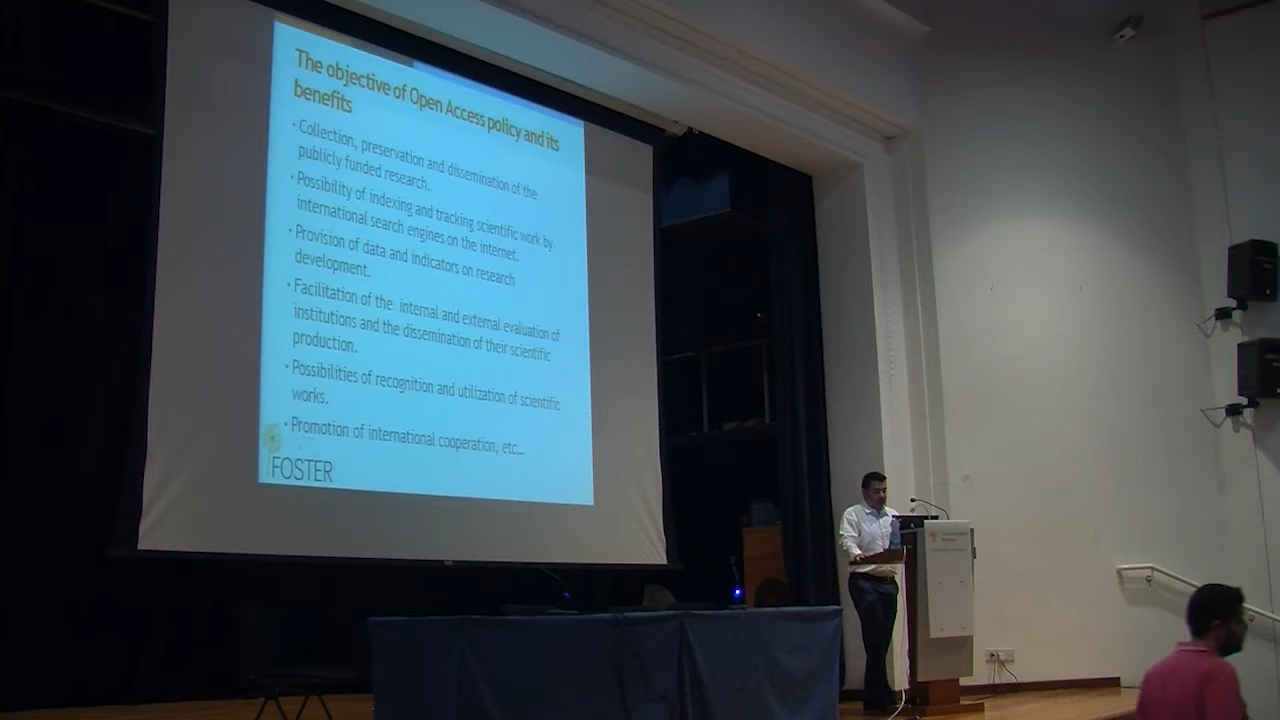 The objective of Open Access policy and its
benefits
• Collection, preservation and dissemination of the
publicly funded research.
• Possibility of indexing and tracking scientific work by
international search engines on the internet.
• Provision of data and indicators on research
development.
• Facilitation of the internal and external evaluation of
institutions and the dissemination of their scientific
production.
• Possibilities of recognition and utilization of scientific
works.
• Promotion of international cooperation, etc...
FOSTER